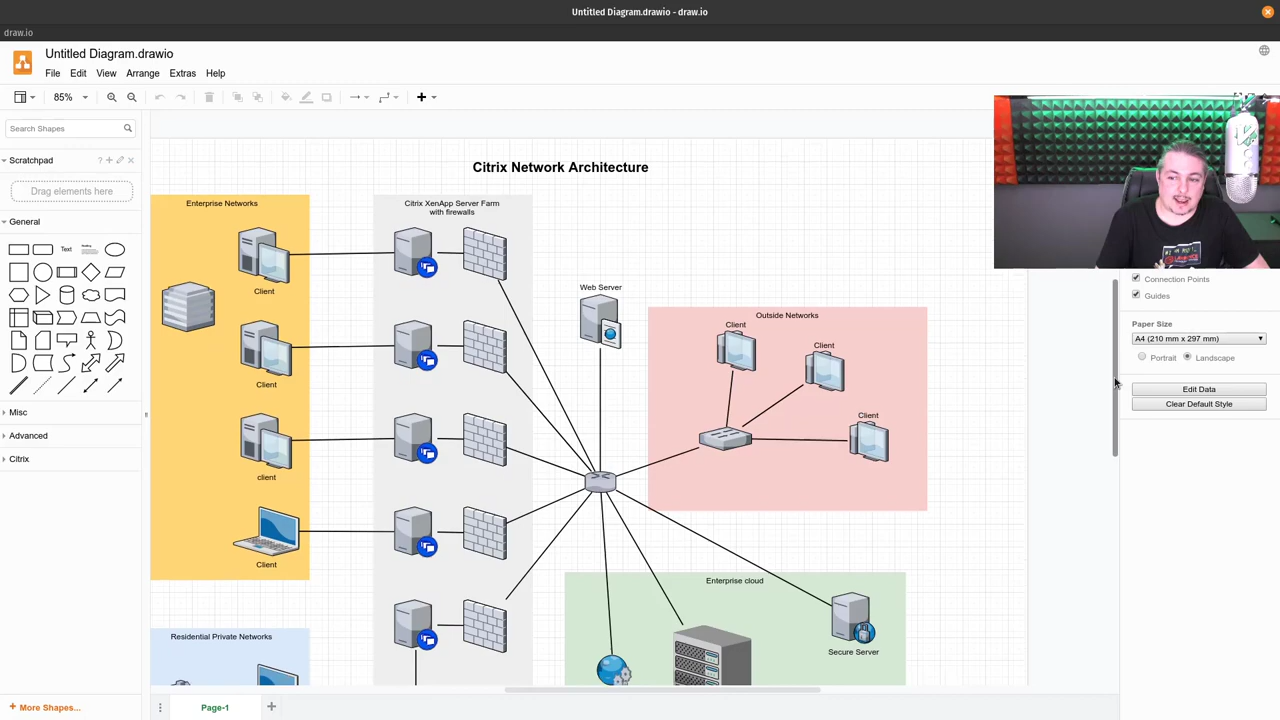 Untitled Diagram.drawio - draw.io
draw.io
Untitled Diagram.drawio
File Edit View Arrange Extras Help
85%
Search Shapes
Scratchpad
Drag elements here
General
Text
Misc
Advanced
Citrix
More Shapes...
Citrix Network Architecture
Enterprise Networks
Client
Client
client
Client
Residential Private Networks
Citrix XenApp Server Farm
with firewalls
Web Server
Outside Networks
Client
Client
Client
Enterprise cloud
Secure Server
Connection Points
Guides
Paper Size
A4 (210 mm x 297 mm)
Portrait Landscape
Edit Data
Clear Default Style
Page-1